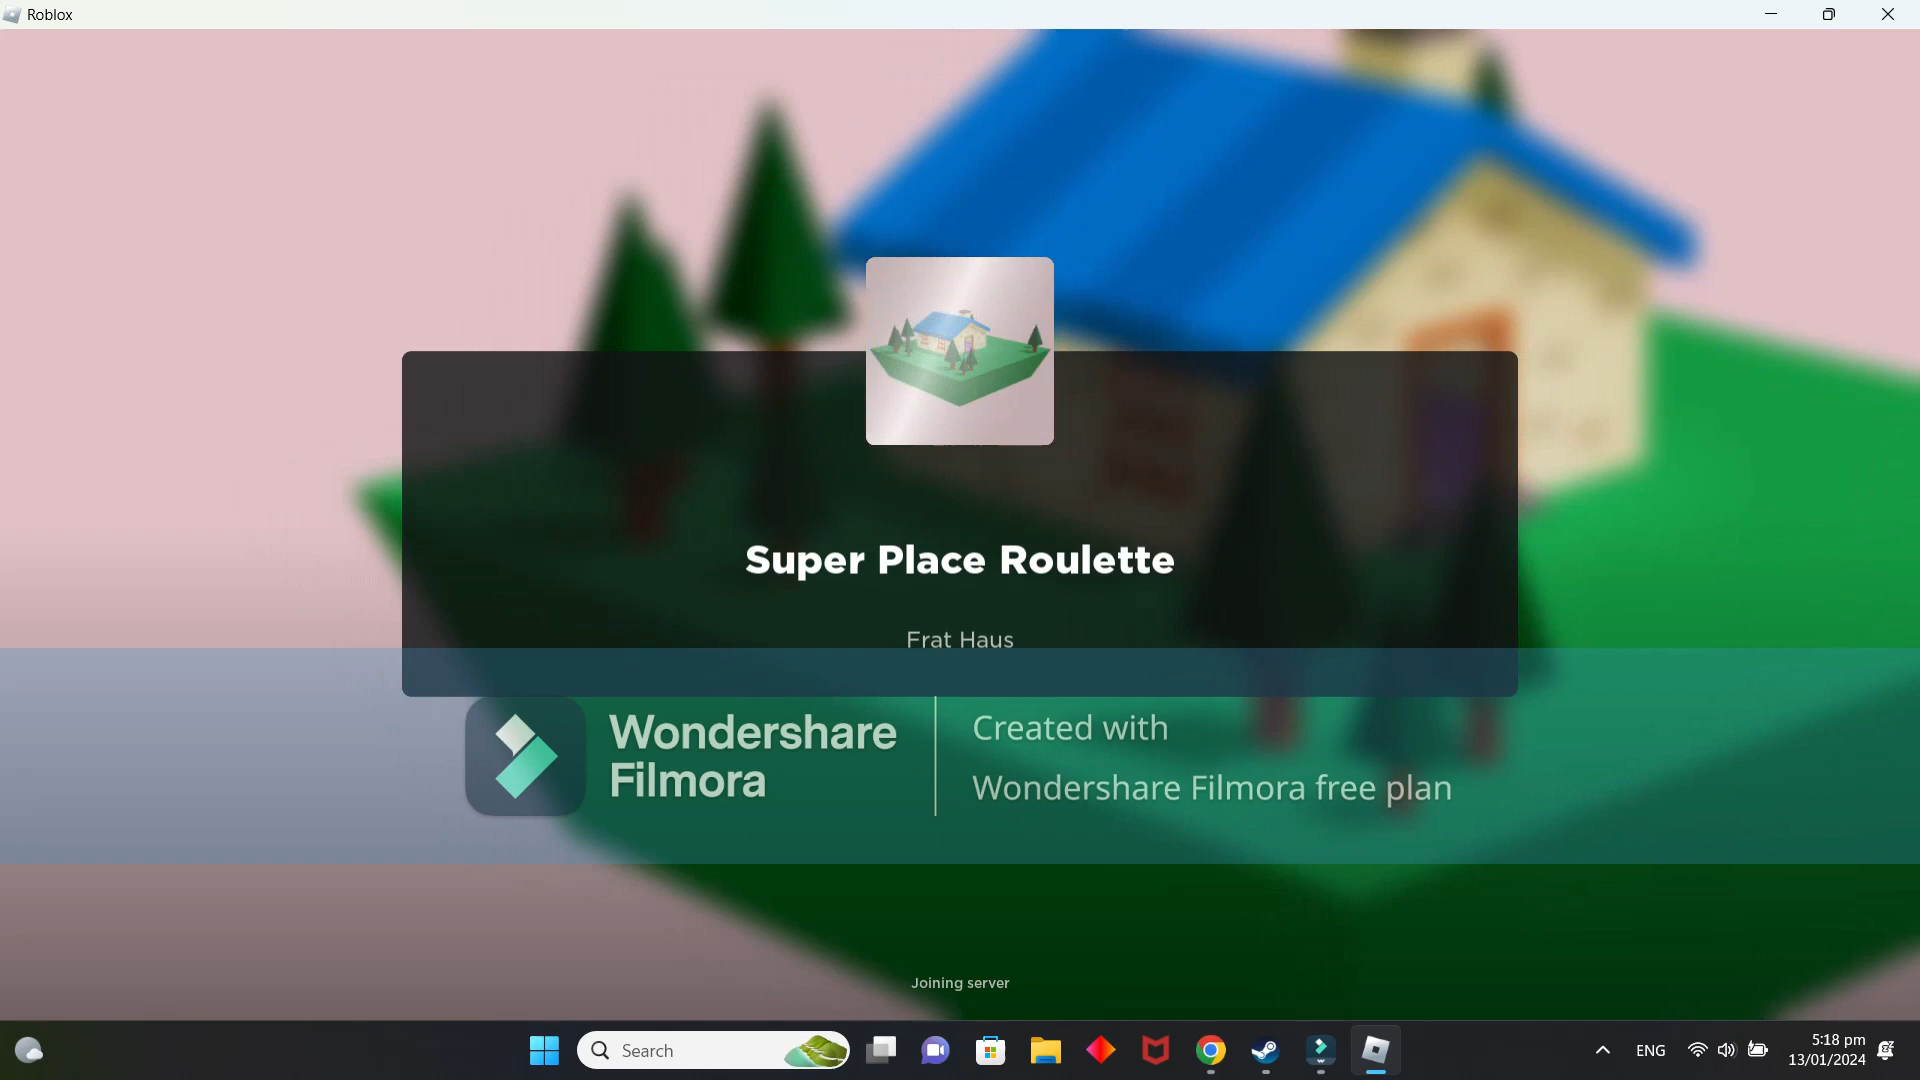 Roblox
Super Place Roulette
Frat Haus
Wondershare
Filmora
Created with
Wondershare Filmora free plan
Joining server
Search
ENG
5:18 pm
13/01/2024